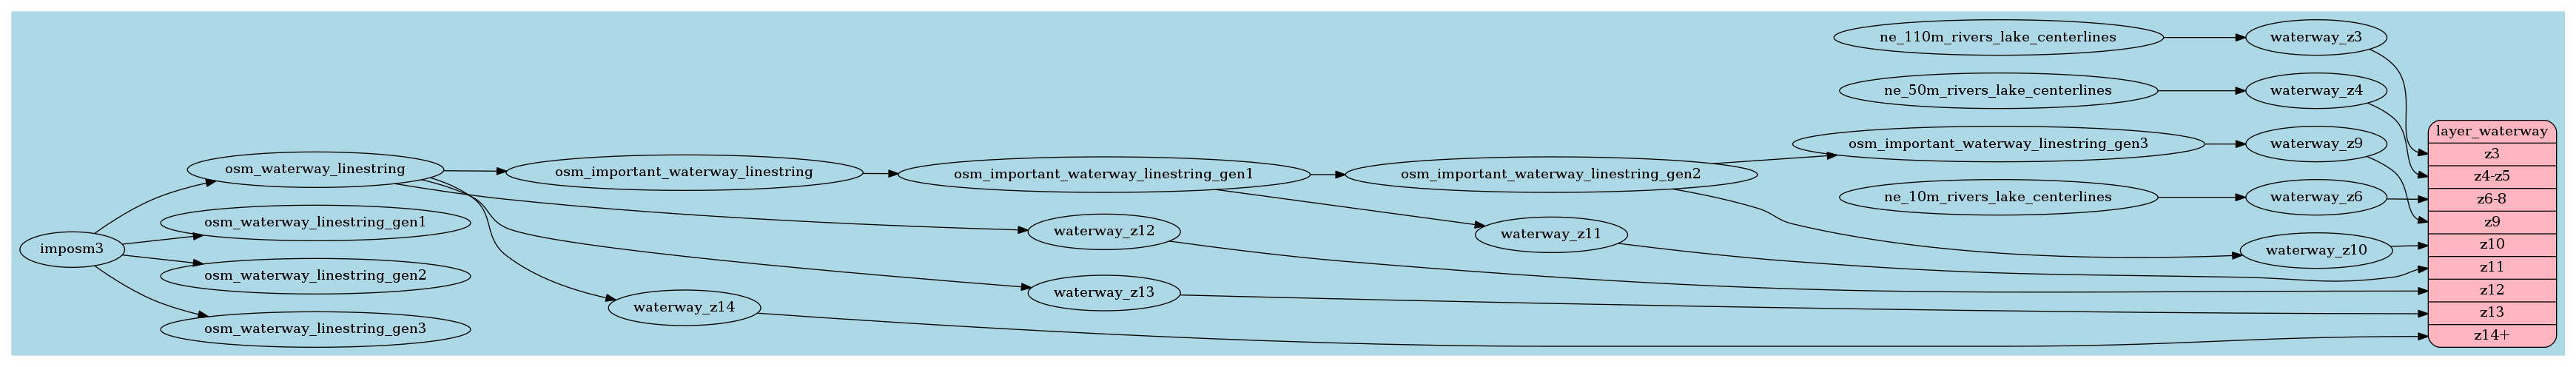 imposm3
osm_waterway_linestring
osm_waterway_linestring_gen1
osm_waterway_linestring_gen2
osm_waterway_linestring_gen3
osm_important_waterway_linestring
waterway_z14
osm_important_waterway_linestring_gen1
waterway_z12
waterway_z13
osm_important_waterway_linestring_gen2
waterway_z11
ne_110m_rivers_lake_centerlines
ne_50m_rivers_lake_centerlines
osm_important_waterway_linestring_gen3
ne_10m_rivers_lake_centerlines
waterway_z3
waterway_z4
waterway_z9
waterway_z6
waterway_z10
layer_waterway
z3
z4-z5
z6-8
z9
z10
z11
z12
z13
z14+